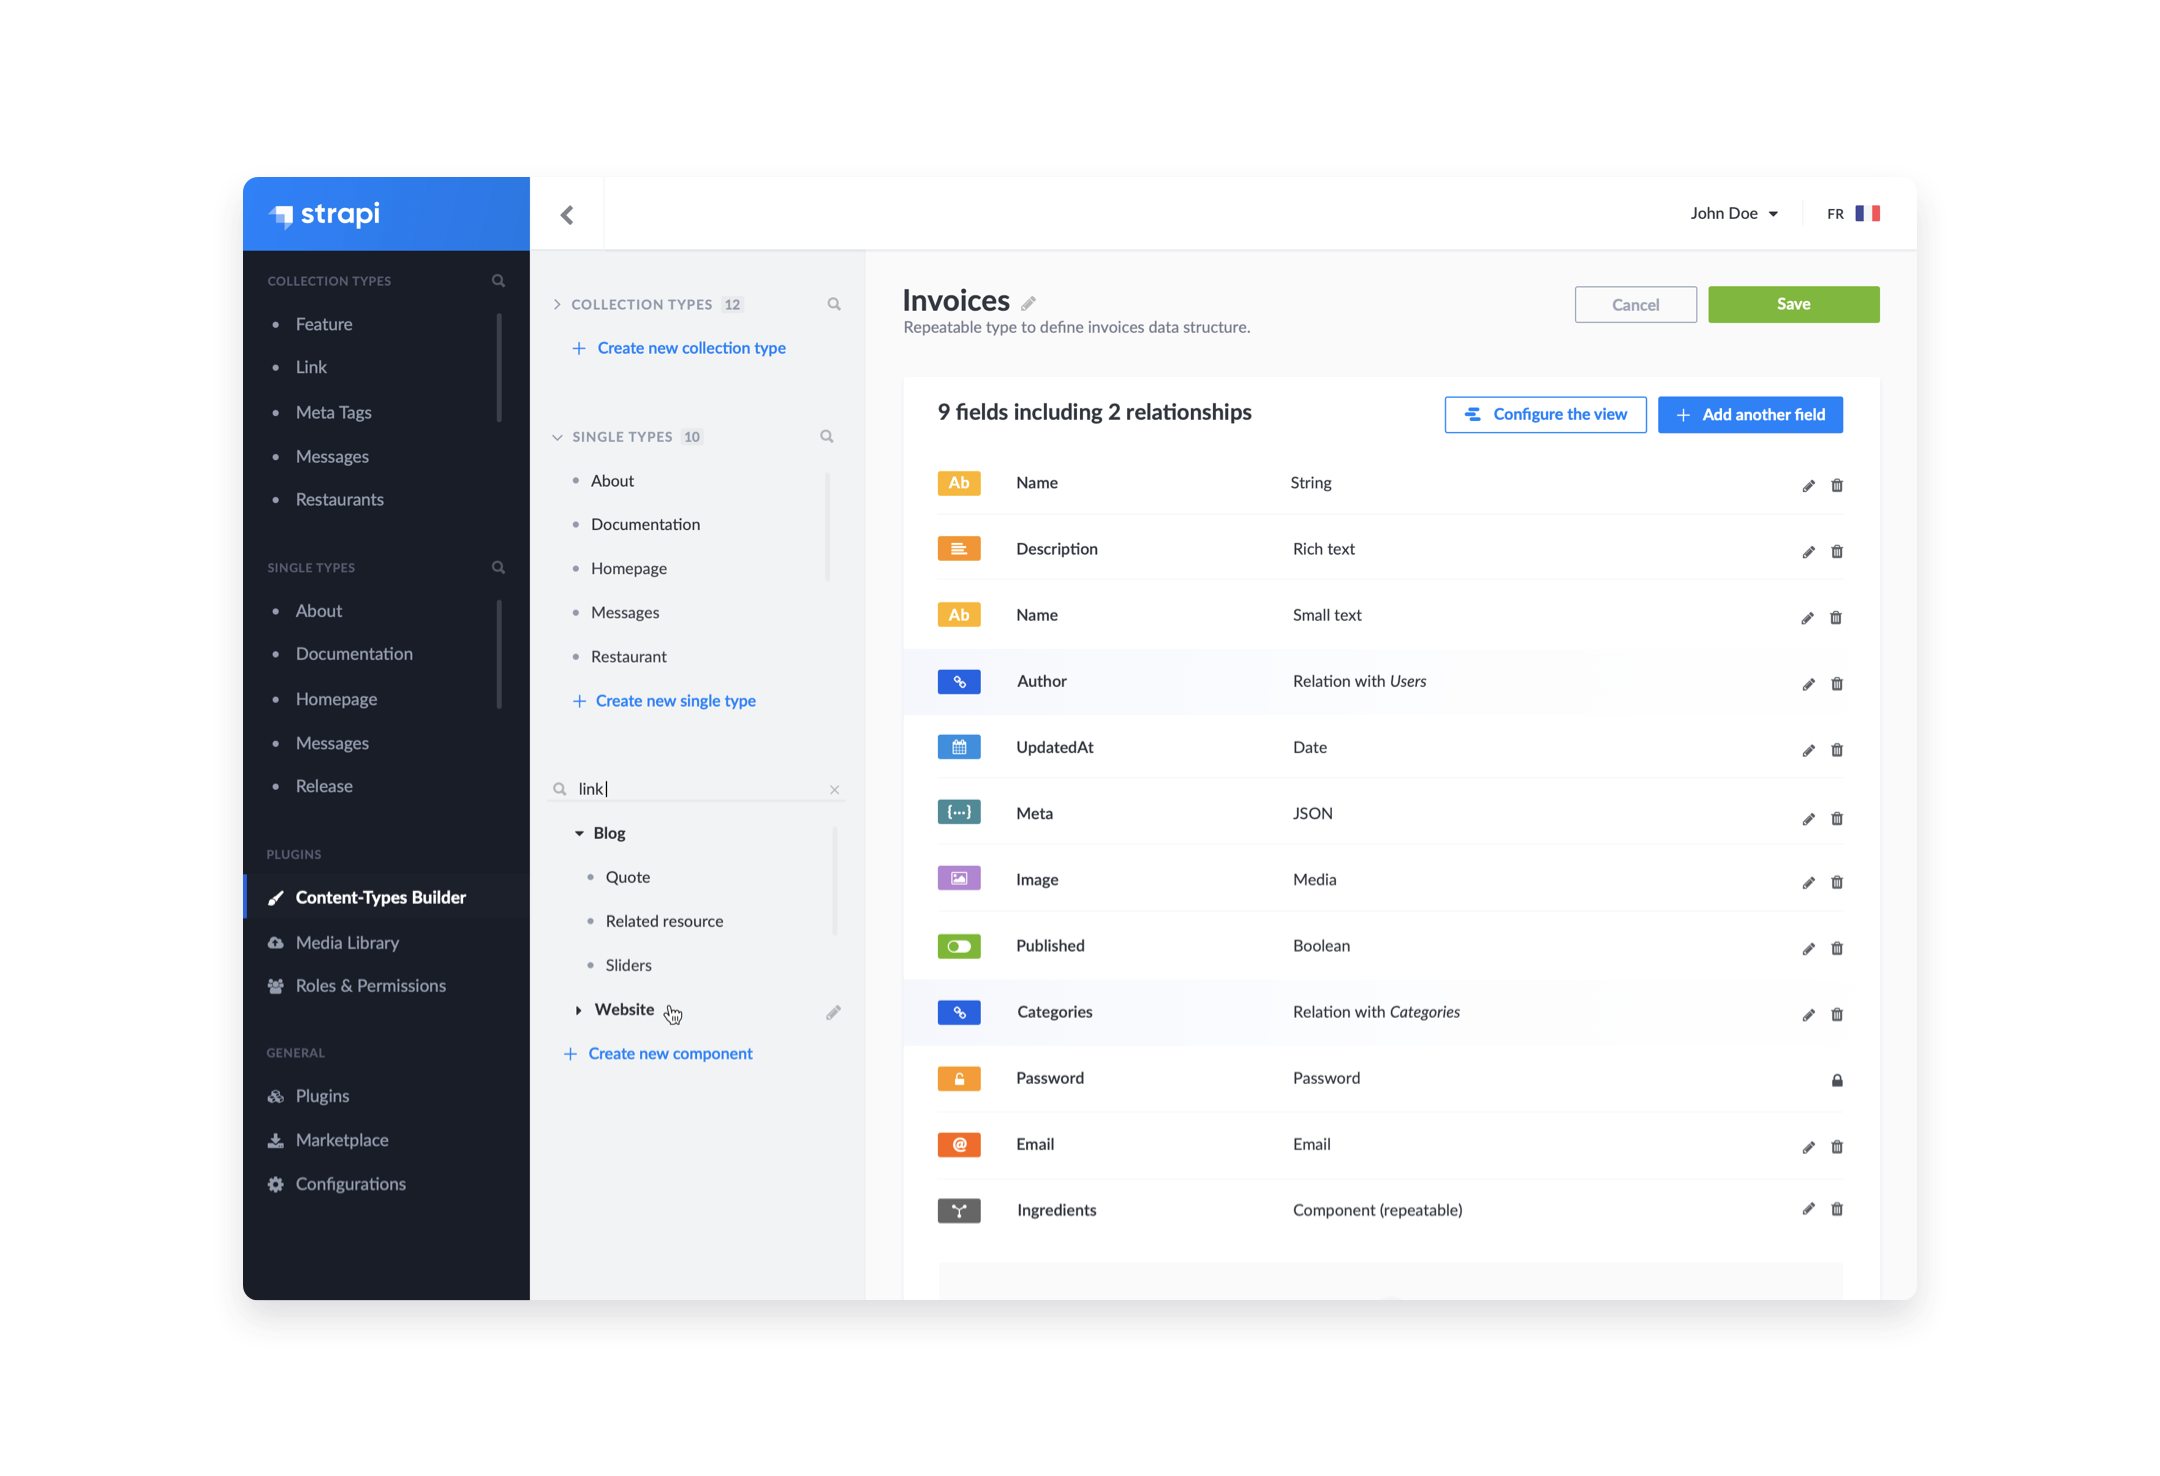 strapi
John Doe
FR
COLLECTION TYPES
Feature
Link
Meta Tags
Messages
Restaurants
SINGLE TYPES
About
Documentation
Homepage
Messages
Release
PLUGINS
Content-Types Builder
Media Library
Roles & Permissions
GENERAL
Plugins
Marketplace
Configurations
COLLECTION TYPES 12
+ Create new collection type
SINGLE TYPES 10
About
Documentation
Homepage
Messages
Restaurant
+ Create new single type
link
Blog
Quote
Related resource
Sliders
Website
+ Create new component
Invoices
Repeatable type to define invoices data structure.
Cancel
Save
9 fields including 2 relationships
Configure the view
+ Add another field
Ab Name String
Description Rich text
Ab Name Small text
Author Relation with Users
UpdatedAt Date
{...} Meta JSON
Image Media
Published Boolean
Categories Relation with Categories
Password Password
@ Email Email
Ingredients Component (repeatable)